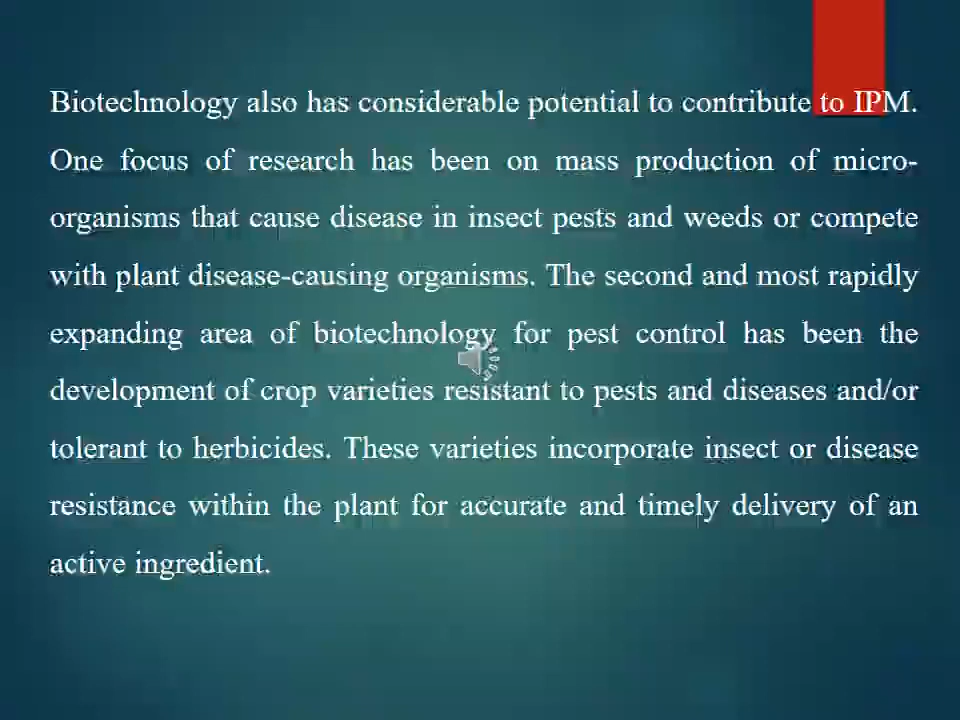 Biotechnology also has considerable potential to contribute to IPM.
One focus of research has been on mass production of micro-
organisms that cause disease in insect pests and weeds or compete
with plant disease-causing organisms. The second and most rapidly
expanding area of biotechnology for pest control has been the
development of crop varieties resistant to pests and diseases and/or
tolerant to herbicides. These varieties incorporate insect or disease
resistance within the plant for accurate and timely delivery of an
active ingredient.